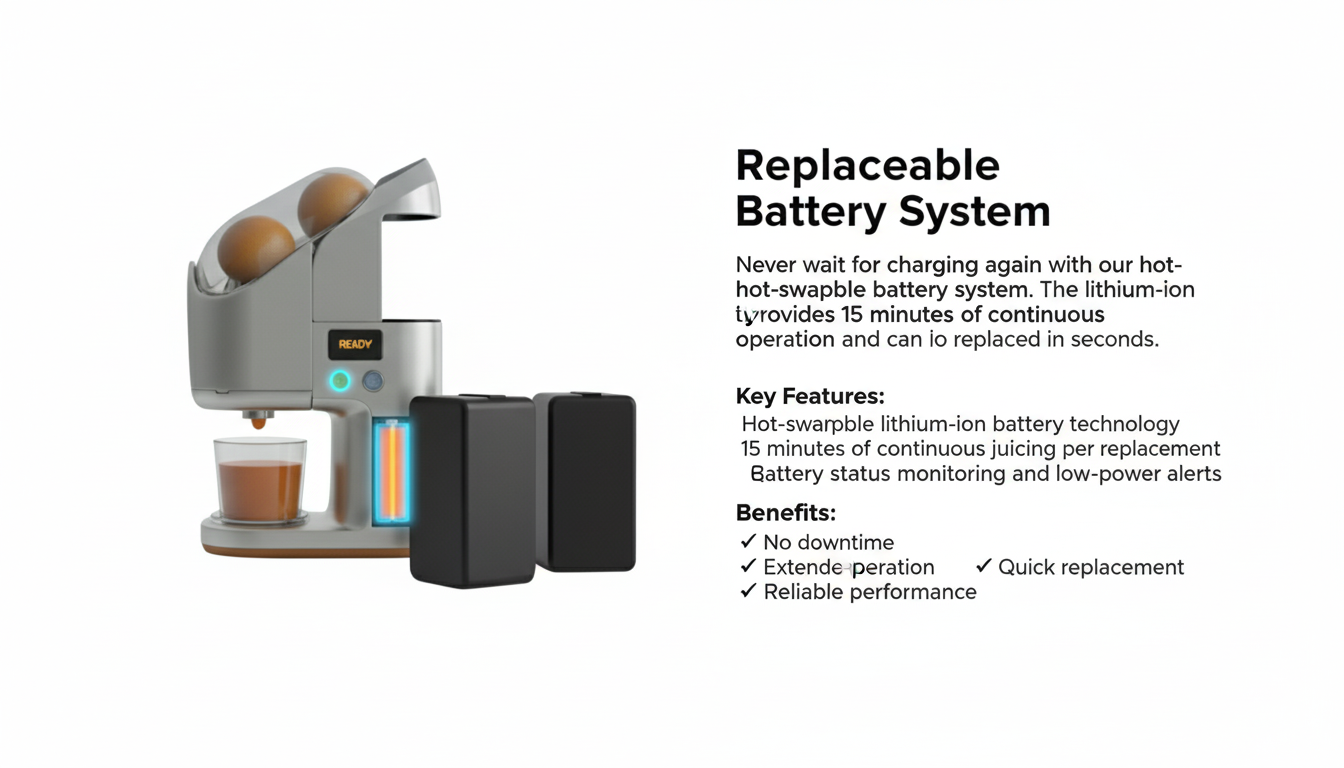 READY
Replaceable
Battery System
Never wait for charging again with our hot-
hot-swapble battery system. The lithium-ion
tyrovides 15 minutes of continuous
operation and can io replaced in seconds.
Key Features:
Hot-swarpble lithium-ion battery technology
15 minutes of continuous juicing per replacement
Battery status monitoring and low-power alerts
Benefits:
✓ No downtime
✓ Extende peration ✓ Quick replacement
✓ Reliable performance